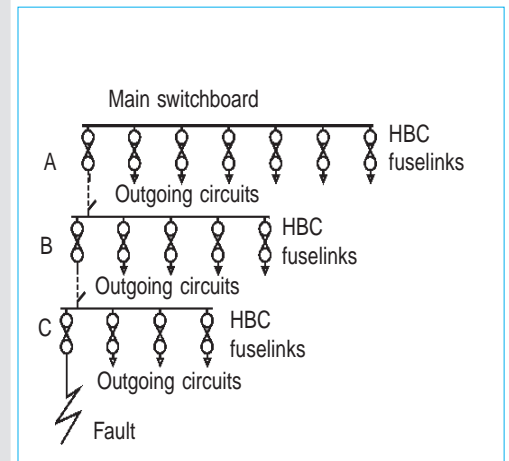 Main switchboard
HBC
fuselinks
A
Outgoing circuits
HBC
fuselinks
B
Outgoing circuits
HBC
fuselinks
C
Outgoing circuits
Fault